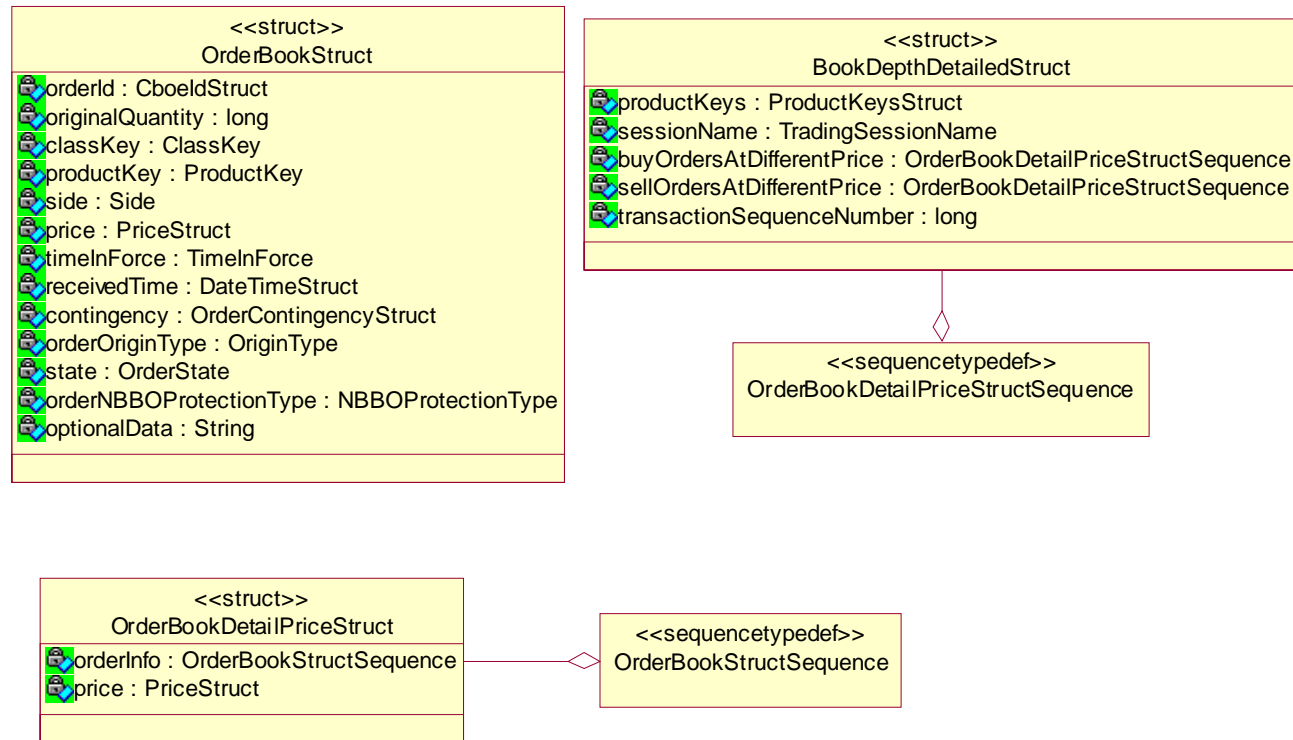 <<struct>>
OrderBookStruct
orderId : CboeIdStruct
originalQuantity : long
classKey : ClassKey
productKey : ProductKey
side : Side
price : PriceStruct
timeInForce : TimeInForce
receivedTime : DateTimeStruct
contingency : OrderContingencyStruct
orderOriginType : OriginType
state : OrderState
orderNBBOProtectionType : NBBOProtectionType
optionalData : String
<<struct>>
BookDepthDetailedStruct
productKeys : ProductKeysStruct
sessionName : TradingSessionName
buyOrdersAtDifferentPrice : OrderBookDetailPriceStructSequence
sellOrdersAtDifferentPrice : OrderBookDetailPriceStructSequence
transactionSequenceNumber : long
<<sequencetypedef>>
OrderBookDetailPriceStructSequence
<<struct>>
OrderBookDetailPriceStruct
orderInfo : OrderBookStructSequence
price : PriceStruct
<<sequencetypedef>>
OrderBookStructSequence